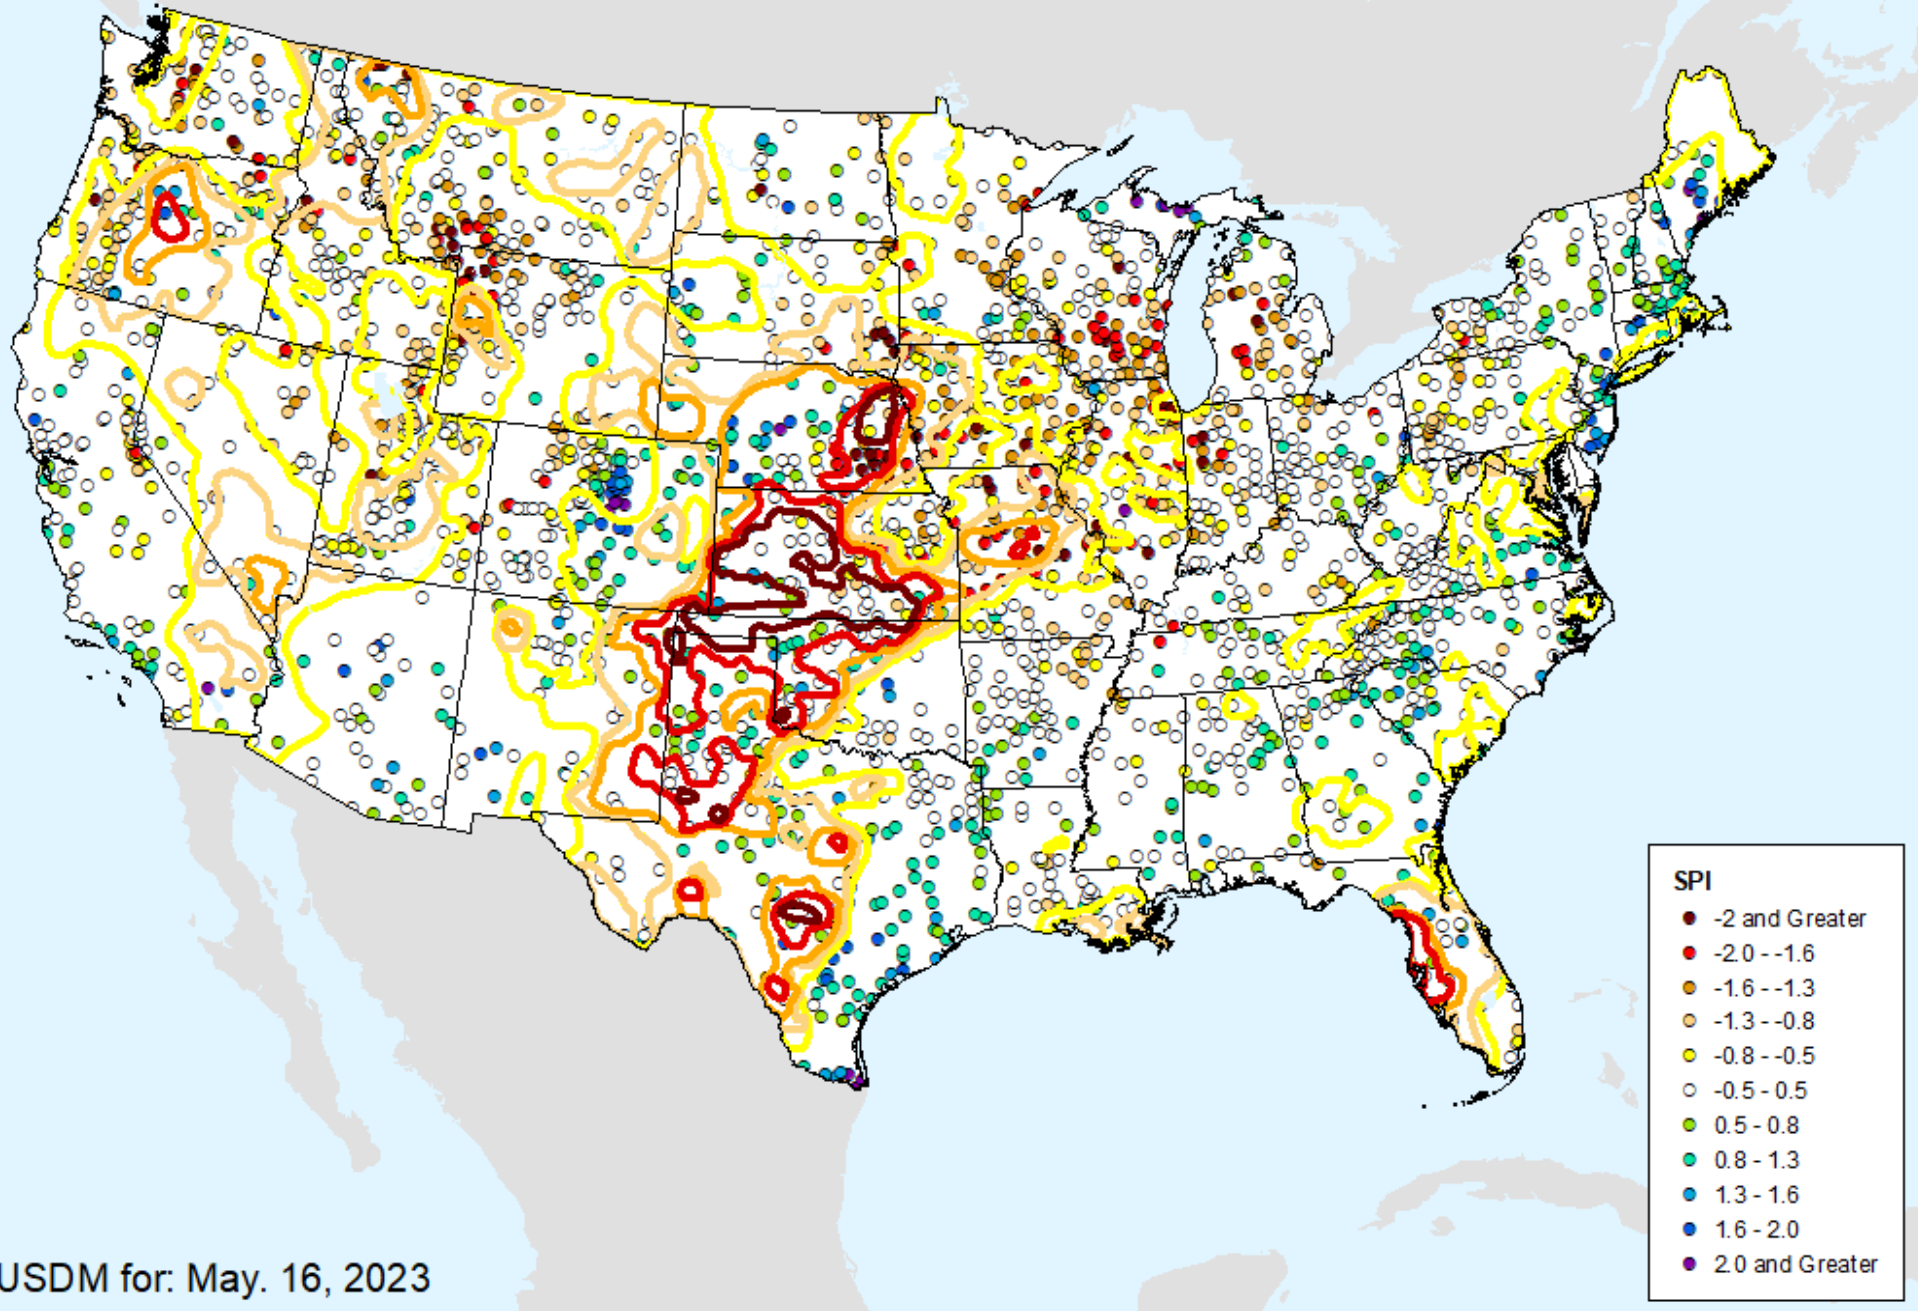 SPI
-2 and Greater
-2.0 - -1.6
-1.6 - -1.3
-1.3 - -0.8
-0.8 - -0.5
-0.5 - 0.5
0.5 - 0.8
0.8 - 1.3
1.3 - 1.6
1.6 - 2.0
2.0 and Greater
USDM for: May. 16, 2023